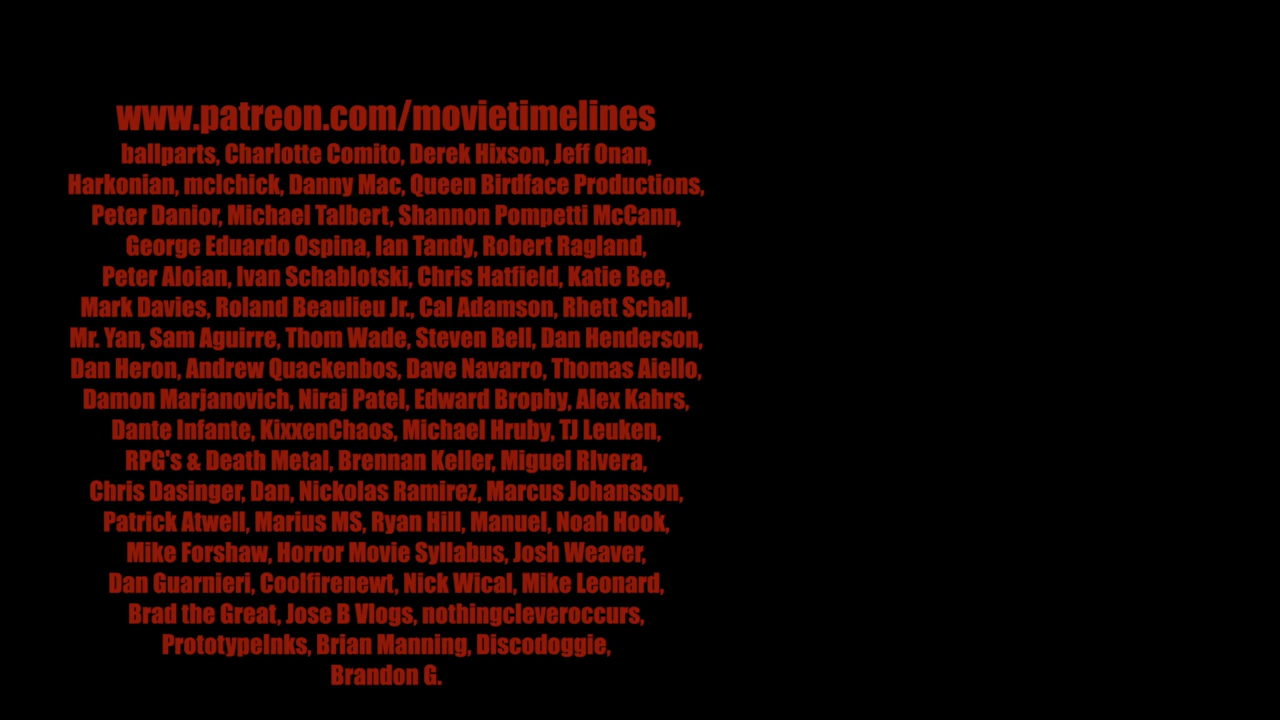 www.patreon.com/movietimelines
ballparts, Charlotte Comito, Derek Hixson, Jeff Onan,
Harkonian, mclchick, Danny Mac, Queen Birdface Productions,
Peter Danior, Michael Talbert, Shannon Pompetti McCann,
George Eduardo Ospina, Ian Tandy, Robert Ragland,
Peter Aloian, Ivan Schablotski, Chris Hatfield, Katie Bee,
Mark Davies, Roland Beaulieu Jr., Cal Adamson, Rhett Schall,
Mr. Yan, Sam Aguirre, Thom Wade, Steven Bell, Dan Henderson,
Dan Heron, Andrew Quackenbos, Dave Navarro, Thomas Aiello,
Damon Marjanovich, Niraj Patel, Edward Brophy, Alex Kahrs,
Dante Infante, KixxenChaos, Michael Hruby, TJ Leuken,
RPG's & Death Metal, Brennan Keller, Miguel RIvera,
Chris Dasinger, Dan, Nickolas Ramirez, Marcus Johansson,
Patrick Atwell, Marius MS, Ryan Hill, Manuel, Noah Hook,
Mike Forshaw, Horror Movie Syllabus, Josh Weaver,
Dan Guarnieri, Coolfirenewt, Nick Wical, Mike Leonard,
Brad the Great, Jose B Vlogs, nothingcleveroccurs,
PrototypeInks, Brian Manning, Discodoggie,
Brandon G.